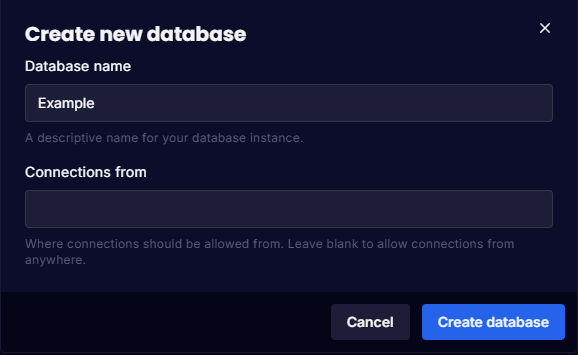 Create new database
Database name
Example
A descriptive name for your database instance.
Connections from
Where connections should be allowed from. Leave blank to allow connections from
anywhere.
Cancel
Create database